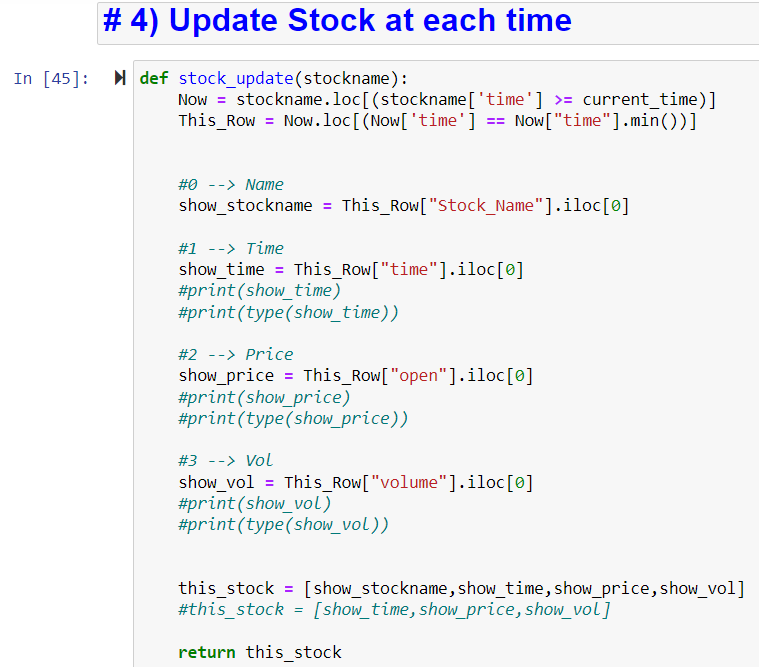 # 4) Update Stock at each time
In [45]:
def stock_update(stockname):
    Now = stockname.loc[(stockname['time'] >= current_time)]
    This_Row = Now.loc[(Now['time'] == Now["time"].min())]
    #0 --> Name
    show_stockname = This_Row["Stock_Name"].iloc[0]
    #1 --> Time
    show_time = This_Row["time"].iloc[0]
    #print(show_time)
    #print(type(show_time))
    #2 --> Price
    show_price = This_Row["open"].iloc[0]
    #print(show_price)
    #print(type(show_price))
    #3 --> Vol
    show_vol = This_Row["volume"].iloc[0]
    #print(show_vol)
    #print(type(show_vol))
    this_stock = [show_stockname,show_time,show_price,show_vol]
    #this_stock = [show_time,show_price,show_vol]
    return this_stock